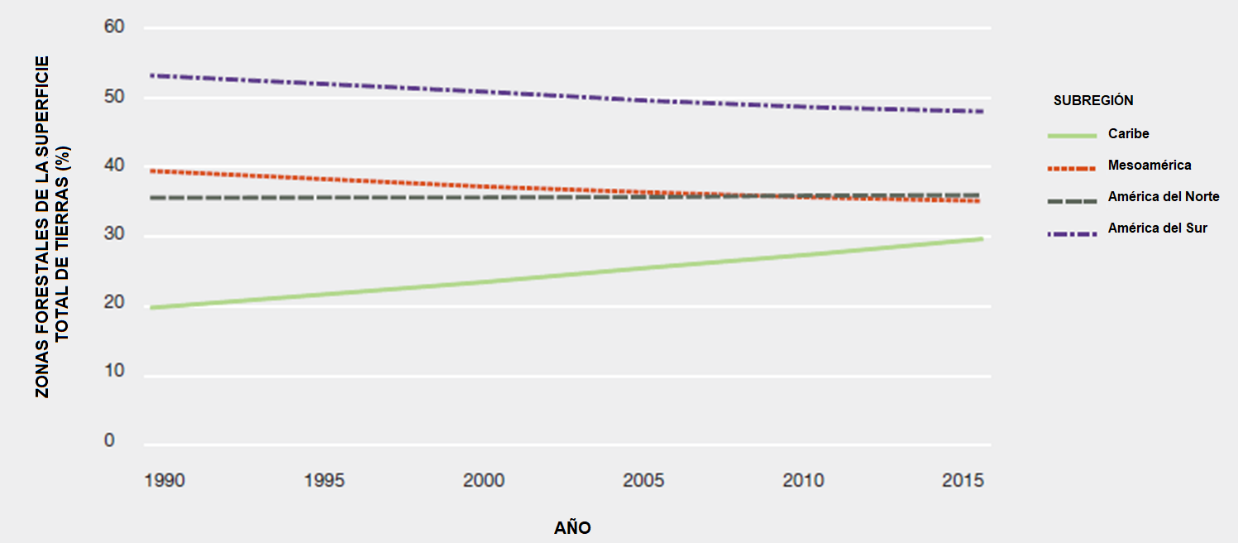 ZONAS FORESTALES DE LA SUPERFICIE
TOTAL DE TIERRAS (%)
60
50
40
30
20
10
0
1990 1995 2000 2005 2010 2015
AÑO
SUBREGIÓN
Caribe
Mesoamérica
América del Norte
América del Sur